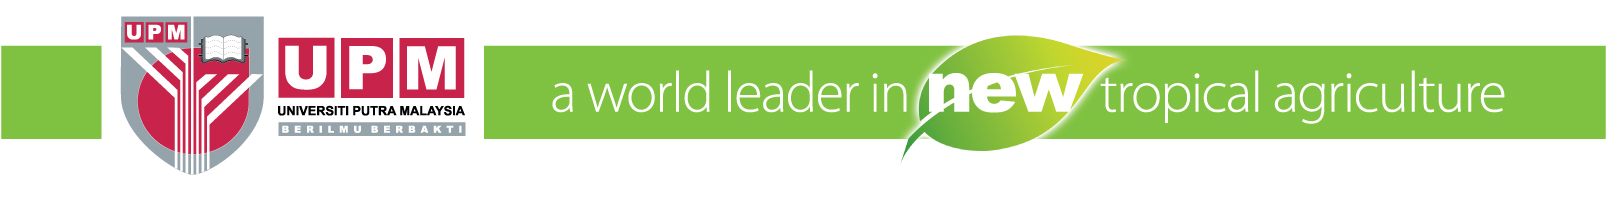 UPM
UPM
UNIVERSITI PUTRA MALAYSIA
BERILMU BERBAKTI
a world leader in new tropical agriculture